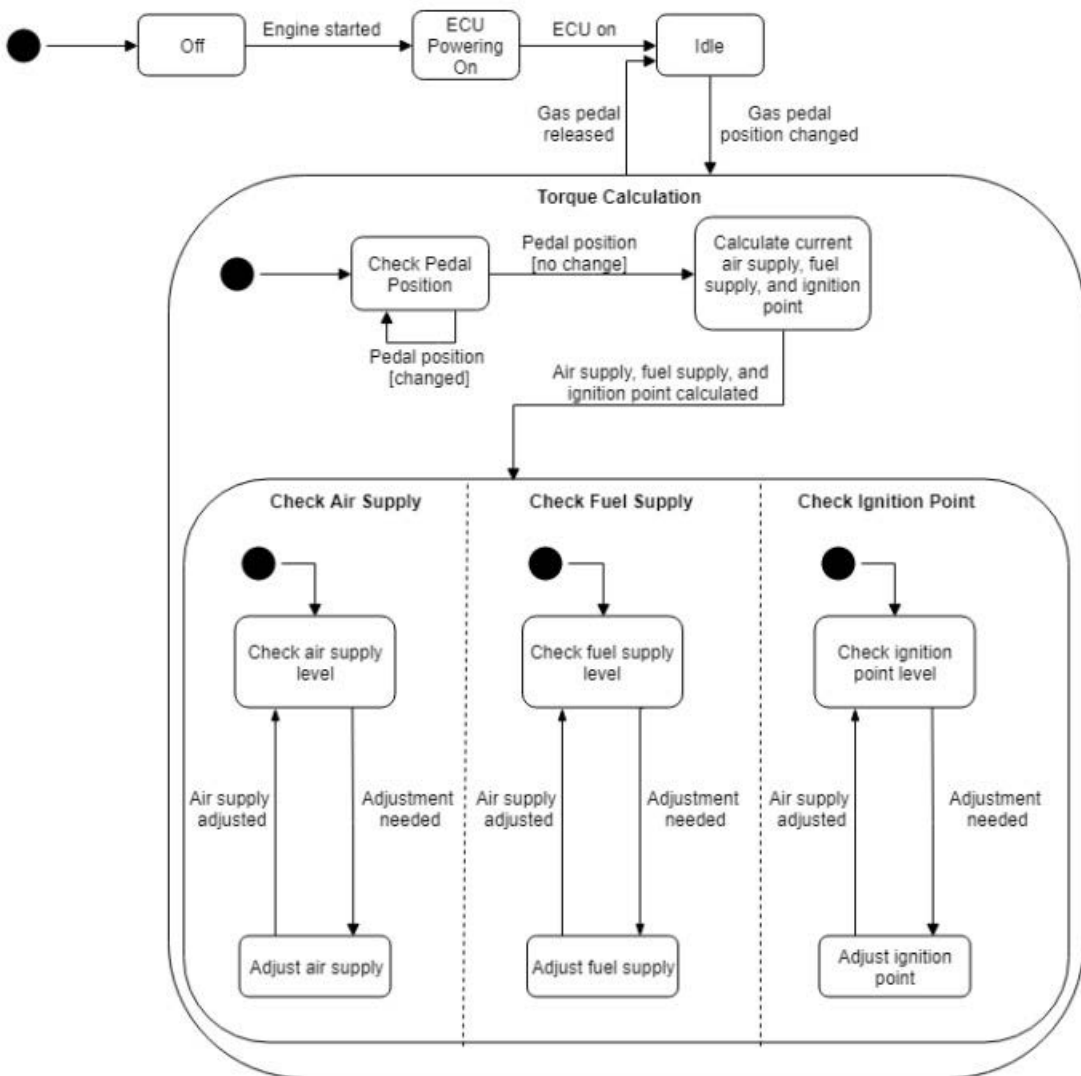 Off
Engine started
ECU
Powering
On
ECU on
Idle
Gas pedal
released
Gas pedal
position changed
Torque Calculation
Check Pedal
Position
Pedal position
[no change]
Calculate current
air supply, fuel
supply, and ignition
point
Pedal position
[changed]
Air supply, fuel supply, and
ignition point calculated
Check Air Supply
Check Fuel Supply
Check Ignition Point
Check air supply
level
Check fuel supply
level
Check ignition
point level
Air supply
adjusted
Adjustment
needed
Air supply
adjusted
Adjustment
needed
Air supply
adjusted
Adjustment
needed
Adjust air supply
Adjust fuel supply
Adjust ignition
point